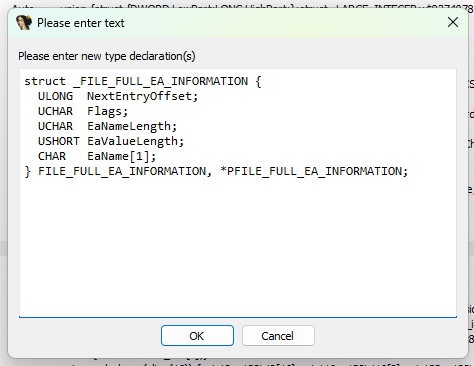 Please enter text
Please enter new type declaration(s)
struct _FILE_FULL_EA_INFORMATION {
  ULONG  NextEntryOffset;
  UCHAR  Flags;
  UCHAR  EaNameLength;
  USHORT EaValueLength;
  CHAR   EaName[1];
} FILE_FULL_EA_INFORMATION, *PFILE_FULL_EA_INFORMATION;
OK
Cancel